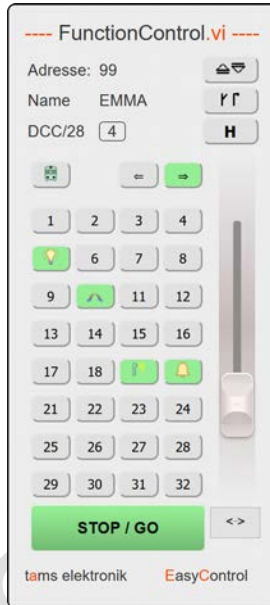 ---- FunctionControl.vi ----
Adresse: 99
Name EMMA
DCC/28 4
H
⇐ ⇒
1 2 3 4
6 7 8
9 11 12
13 14 15 16
17 18
21 22 23 24
25 26 27 28
29 30 31 32
STOP / GO <->
tams elektronik EasyControl